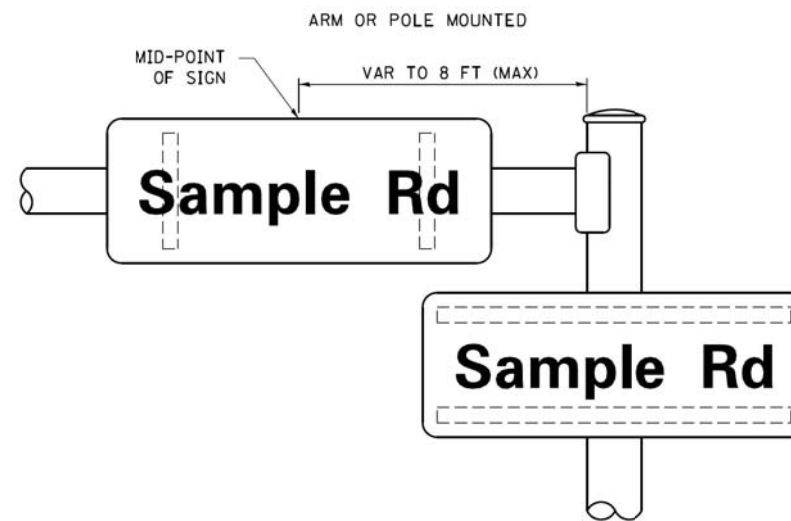 ARM OR POLE MOUNTED
MID-POINT
OF SIGN
VAR TO 8 FT (MAX)
Sample Rd
Sample Rd